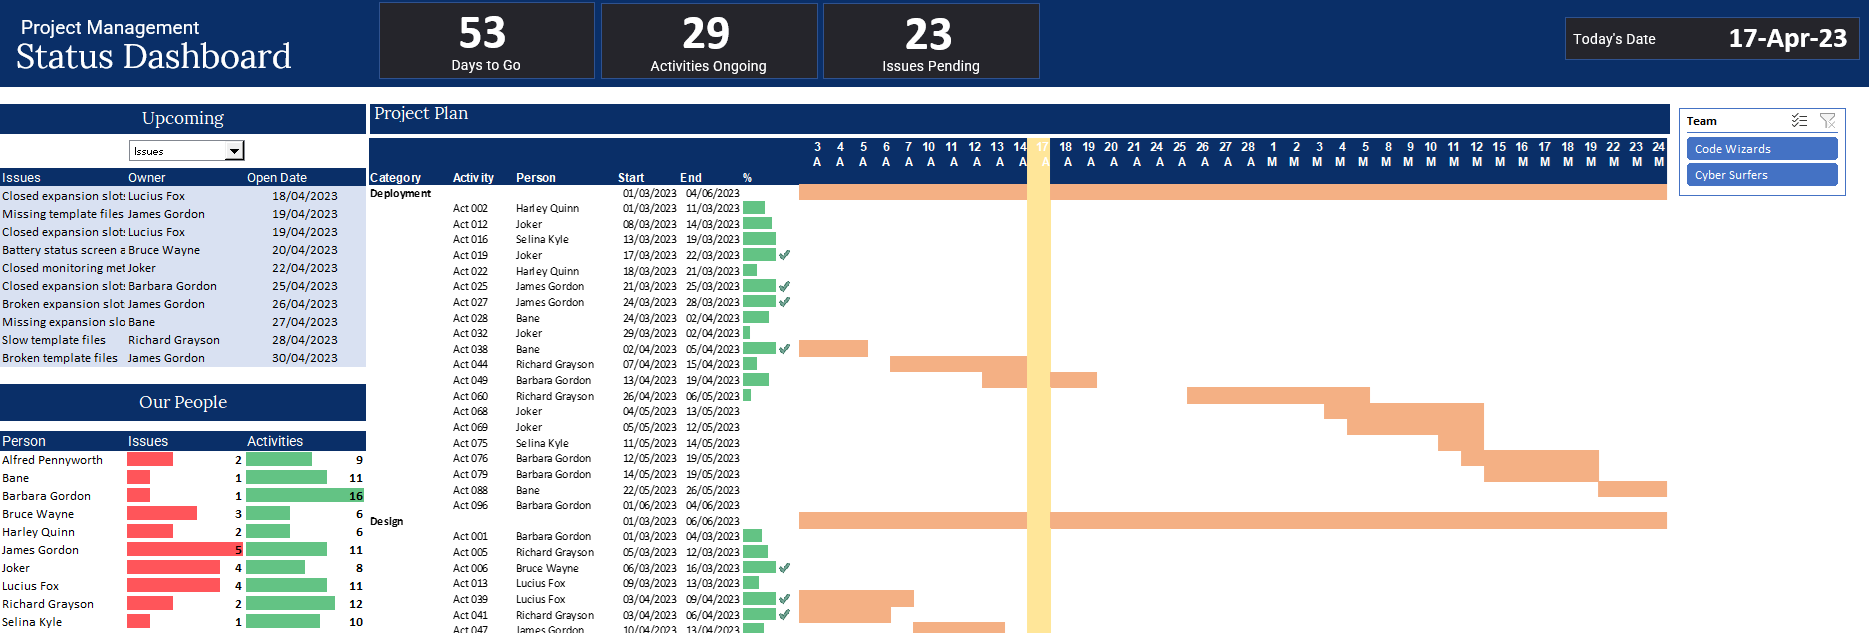 Project Management
Status Dashboard
53
Days to Go
29
Activities Ongoing
23
Issues Pending
Today's Date 17-Apr-23
Upcoming
Issues
Issues Owner Open Date
Closed expansion slot: Lucius Fox 18/04/2023
Missing template files James Gordon 19/04/2023
Closed expansion slot: Lucius Fox 19/04/2023
Battery status screen a Bruce Wayne 20/04/2023
Closed monitoring met Joker 22/04/2023
Closed expansion slot: Barbara Gordon 25/04/2023
Broken expansion slot James Gordon 26/04/2023
Missing expansion slo Bane 27/04/2023
Slow template files Richard Grayson 28/04/2023
Broken template files James Gordon 30/04/2023
Our People
Person Issues Activities
Alfred Pennyworth 2 9
Bane 1 11
Barbara Gordon 1 16
Bruce Wayne 3 6
Harley Quinn 2 6
James Gordon 5 11
Joker 4 8
Lucius Fox 4 11
Richard Grayson 2 12
Selina Kyle 1 10
Project Plan
3 4 5 6 7 10 11 12 13 14 17 18 19 20 21 24 25 26 27 28 1 2 3 4 5 8 9 10 11 12 15 16 17 18 19 22 23 24
A A A A A A A A A A A A A A A A A A A A M M M M M M M M M M M M M M M M M M
Category Activity Person Start End %
Deployment 01/03/2023 04/06/2023
Act 002 Harley Quinn 01/03/2023 11/03/2023
Act 012 Joker 08/03/2023 14/03/2023
Act 016 Selina Kyle 13/03/2023 19/03/2023
Act 019 Joker 17/03/2023 22/03/2023
Act 022 Harley Quinn 18/03/2023 21/03/2023
Act 025 James Gordon 21/03/2023 25/03/2023
Act 027 James Gordon 24/03/2023 28/03/2023
Act 028 Bane 24/03/2023 02/04/2023
Act 032 Joker 29/03/2023 02/04/2023
Act 038 Bane 02/04/2023 05/04/2023
Act 044 Richard Grayson 07/04/2023 15/04/2023
Act 049 Barbara Gordon 13/04/2023 19/04/2023
Act 060 Richard Grayson 26/04/2023 06/05/2023
Act 068 Joker 04/05/2023 13/05/2023
Act 069 Joker 05/05/2023 12/05/2023
Act 075 Selina Kyle 11/05/2023 14/05/2023
Act 076 Barbara Gordon 12/05/2023 19/05/2023
Act 079 Barbara Gordon 14/05/2023 19/05/2023
Act 088 Bane 22/05/2023 26/05/2023
Act 096 Barbara Gordon 01/06/2023 04/06/2023
Design 01/03/2023 06/06/2023
Act 001 Barbara Gordon 01/03/2023 04/03/2023
Act 005 Richard Grayson 05/03/2023 12/03/2023
Act 006 Bruce Wayne 06/03/2023 16/03/2023
Act 013 Lucius Fox 09/03/2023 13/03/2023
Act 039 Lucius Fox 03/04/2023 09/04/2023
Act 041 Richard Grayson 03/04/2023 06/04/2023
Act 047 James Gordon 10/04/2023 13/04/2023
Team
Code Wizards
Cyber Surfers